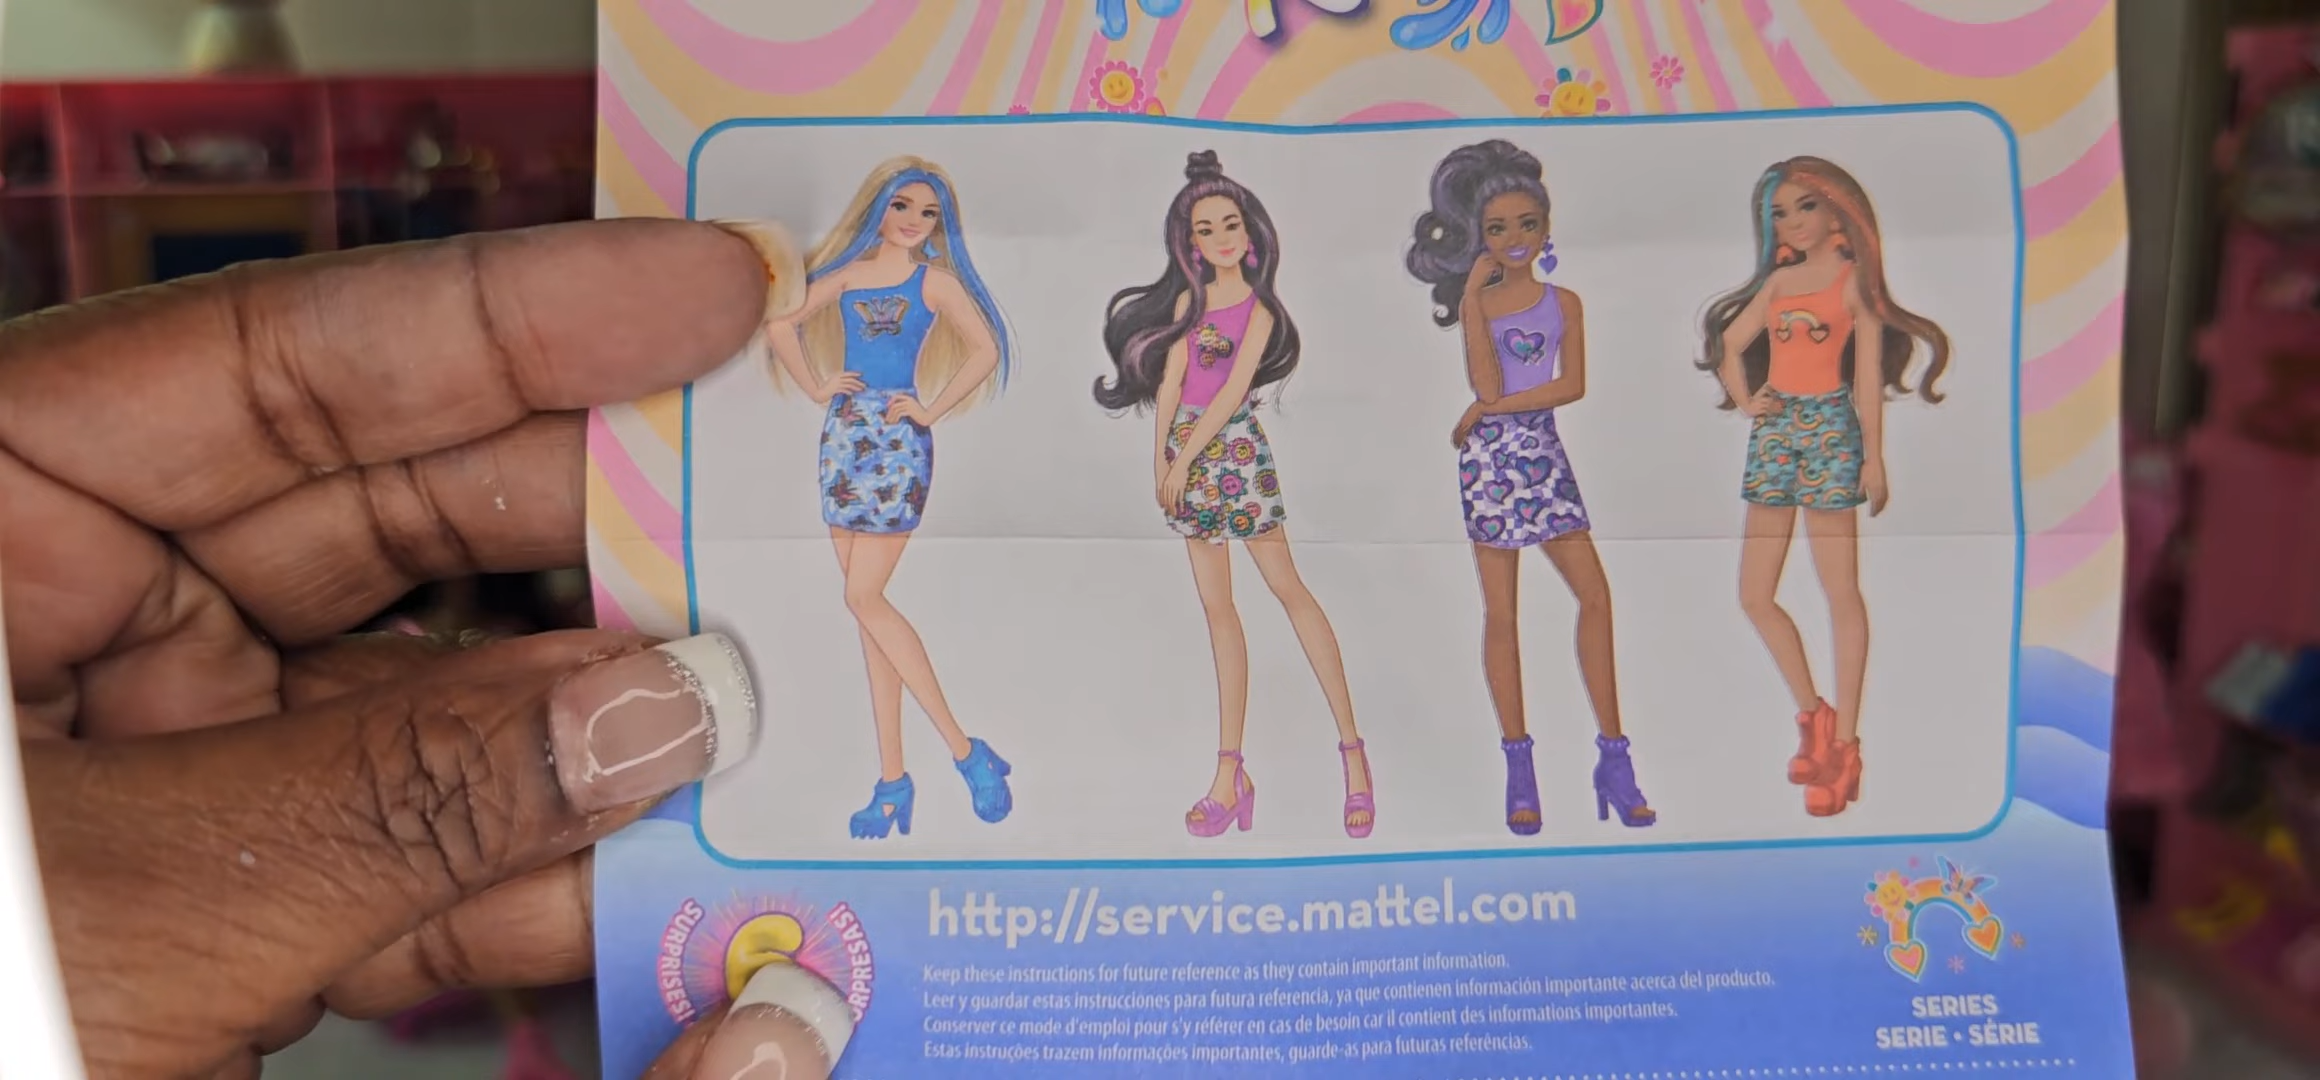 http://service.mattel.com
SURPRISES!
Keep these instructions for future reference as they contain important information.
Leer y guardar estas instrucciones para futura referencia, ya que contienen información importante acerca del producto.
Conserver ce mode d'emploi pour s'y référer en cas de besoin car il contient des informations importantes.
Estas instruções trazem informações importantes, guarde-as para futuras referências.
SERIES
SERIE • SÉRIE